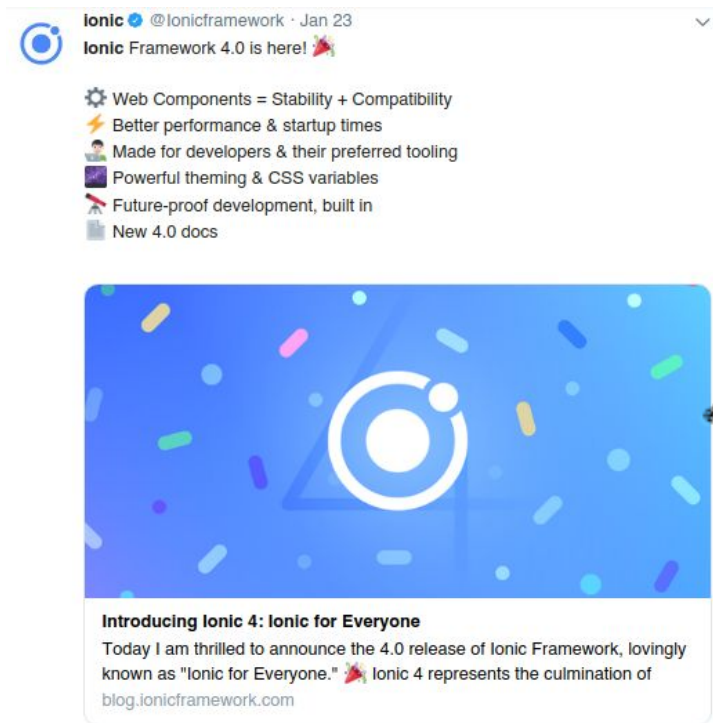 ionic @Ionicframework · Jan 23
Ionic Framework 4.0 is here! 🎉
⚙️ Web Components = Stability + Compatibility
⚡ Better performance & startup times
👨🏻‍💻 Made for developers & their preferred tooling
🌌 Powerful theming & CSS variables
🔭 Future-proof development, built in
📄 New 4.0 docs
4
Introducing Ionic 4: Ionic for Everyone
Today I am thrilled to announce the 4.0 release of Ionic Framework, lovingly
known as "Ionic for Everyone." 🎉 Ionic 4 represents the culmination of
blog.ionicframework.com